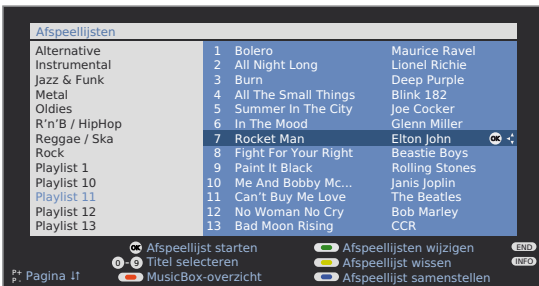 Afspeellijsten
Alternative 1 Bolero Maurice Ravel
Instrumental 2 All Night Long Lionel Richie
Jazz & Funk 3 Burn Deep Purple
Metal 4 All The Small Things Blink 182
Oldies 5 Summer In The City Joe Cocker
R'n'B / HipHop 6 In The Mood Glenn Miller
Reggae / Ska 7 Rocket Man Elton John OK
Rock 8 Fight For Your Right Beastie Boys
Playlist 1 9 Paint It Black Rolling Stones
Playlist 10 10 Me And Bobby Mc... Janis Joplin
Playlist 11 11 Can't Buy Me Love The Beatles
Playlist 12 12 No Woman No Cry Bob Marley
Playlist 13 13 Bad Moon Rising CCR
OK Afspeellijst starten Afspeellijsten wijzigen END
0-9 Titel selecteren Afspeellijst wissen INFO
P+ P- Pagina ↓↑ MusicBox-overzicht Afspeellijst samenstellen